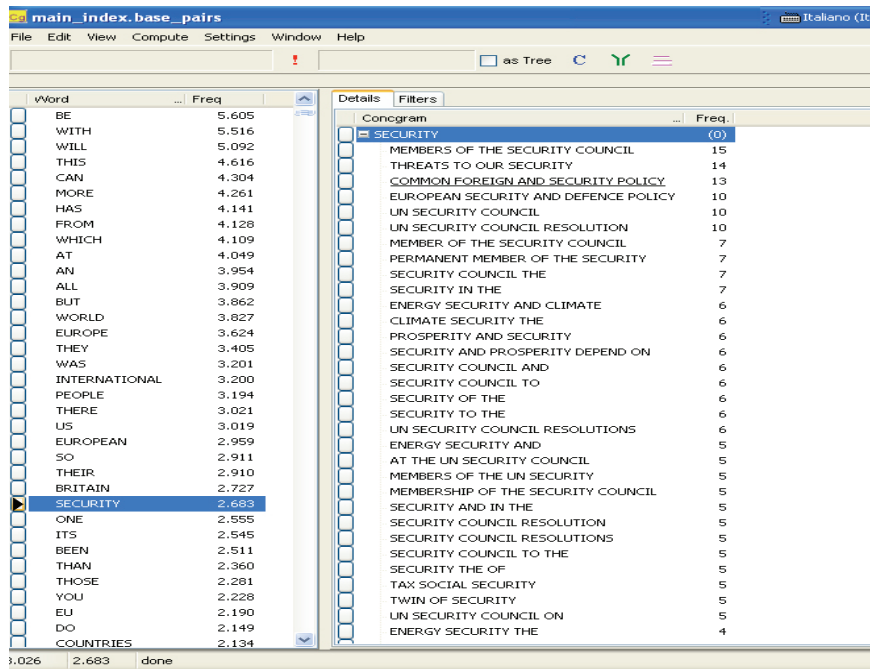 Cg main_index.base_pairs Italiano (It
File Edit View Compute Settings Window Help
! as Tree C
Word ... Freq
BE 5.605
WITH 5.516
WILL 5.092
THIS 4.616
CAN 4.304
MORE 4.261
HAS 4.141
FROM 4.128
WHICH 4.109
AT 4.049
AN 3.954
ALL 3.909
BUT 3.862
WORLD 3.827
EUROPE 3.624
THEY 3.405
WAS 3.201
INTERNATIONAL 3.200
PEOPLE 3.194
THERE 3.021
US 3.019
EUROPEAN 2.959
SO 2.911
THEIR 2.910
BRITAIN 2.727
SECURITY 2.683
ONE 2.555
ITS 2.545
BEEN 2.511
THAN 2.360
THOSE 2.281
YOU 2.228
EU 2.190
DO 2.149
COUNTRIES 2.134
Details Filters
Concgram ... Freq.
SECURITY (0)
MEMBERS OF THE SECURITY COUNCIL 15
THREATS TO OUR SECURITY 14
COMMON FOREIGN AND SECURITY POLICY 13
EUROPEAN SECURITY AND DEFENCE POLICY 10
UN SECURITY COUNCIL 10
UN SECURITY COUNCIL RESOLUTION 10
MEMBER OF THE SECURITY COUNCIL 7
PERMANENT MEMBER OF THE SECURITY 7
SECURITY COUNCIL THE 7
SECURITY IN THE 7
ENERGY SECURITY AND CLIMATE 6
CLIMATE SECURITY THE 6
PROSPERITY AND SECURITY 6
SECURITY AND PROSPERITY DEPEND ON 6
SECURITY COUNCIL AND 6
SECURITY COUNCIL TO 6
SECURITY OF THE 6
SECURITY TO THE 6
UN SECURITY COUNCIL RESOLUTIONS 6
ENERGY SECURITY AND 5
AT THE UN SECURITY COUNCIL 5
MEMBERS OF THE UN SECURITY 5
MEMBERSHIP OF THE SECURITY COUNCIL 5
SECURITY AND IN THE 5
SECURITY COUNCIL RESOLUTION 5
SECURITY COUNCIL RESOLUTIONS 5
SECURITY COUNCIL TO THE 5
SECURITY THE OF 5
TAX SOCIAL SECURITY 5
TWIN OF SECURITY 5
UN SECURITY COUNCIL ON 5
ENERGY SECURITY THE 4
3.026 2.683 done